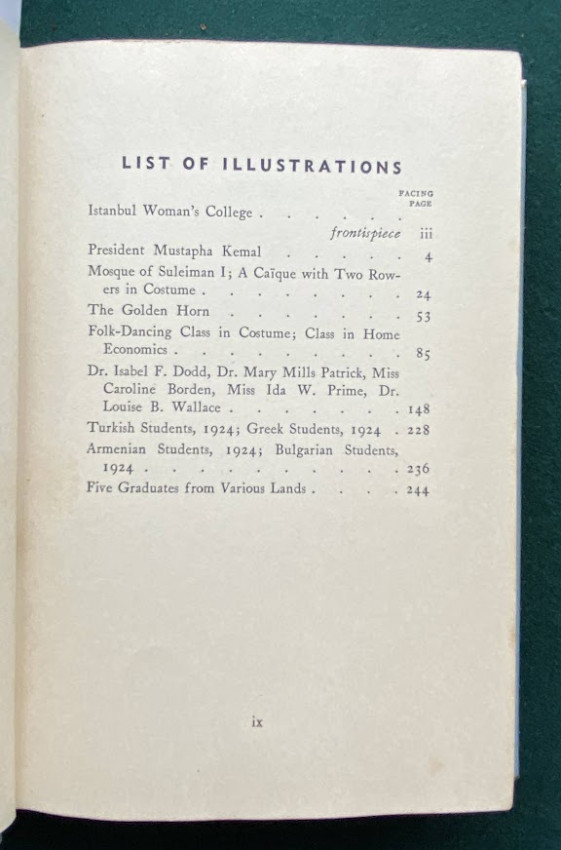 LIST OF ILLUSTRATIONS
FACING
PAGE
Istanbul Woman's College . . . . . .
frontispiece iii
President Mustapha Kemal . . . . . 4
Mosque of Suleiman I; A Caïque with Two Row-
ers in Costume . . . . . . . . 24
The Golden Horn . . . . . . . 53
Folk-Dancing Class in Costume; Class in Home
Economics . . . . . . . . . 85
Dr. Isabel F. Dodd, Dr. Mary Mills Patrick, Miss
Caroline Borden, Miss Ida W. Prime, Dr.
Louise B. Wallace . . . . . . . 148
Turkish Students, 1924; Greek Students, 1924 . 228
Armenian Students, 1924; Bulgarian Students,
1924 . . . . . . . . . . 236
Five Graduates from Various Lands . . . . 244
ix